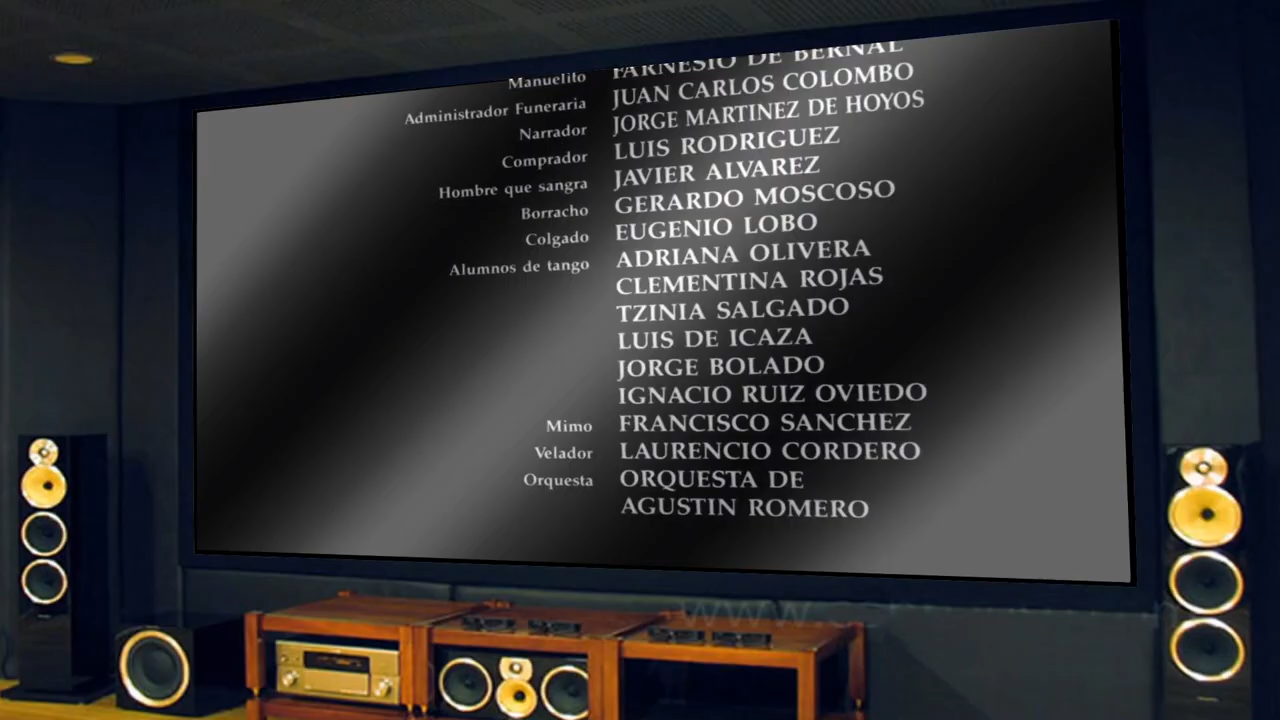 Manuelito FARNESIO DE BERNAL
Administrador Funeraria JUAN CARLOS COLOMBO
Narrador JORGE MARTINEZ DE HOYOS
Comprador LUIS RODRIGUEZ
Hombre que sangra JAVIER ALVAREZ
Borracho GERARDO MOSCOSO
Colgado EUGENIO LOBO
Alumnos de tango ADRIANA OLIVERA
CLEMENTINA ROJAS
TZINIA SALGADO
LUIS DE ICAZA
JORGE BOLADO
IGNACIO RUIZ OVIEDO
Mimo FRANCISCO SANCHEZ
Velador LAURENCIO CORDERO
Orquesta ORQUESTA DE
AGUSTIN ROMERO